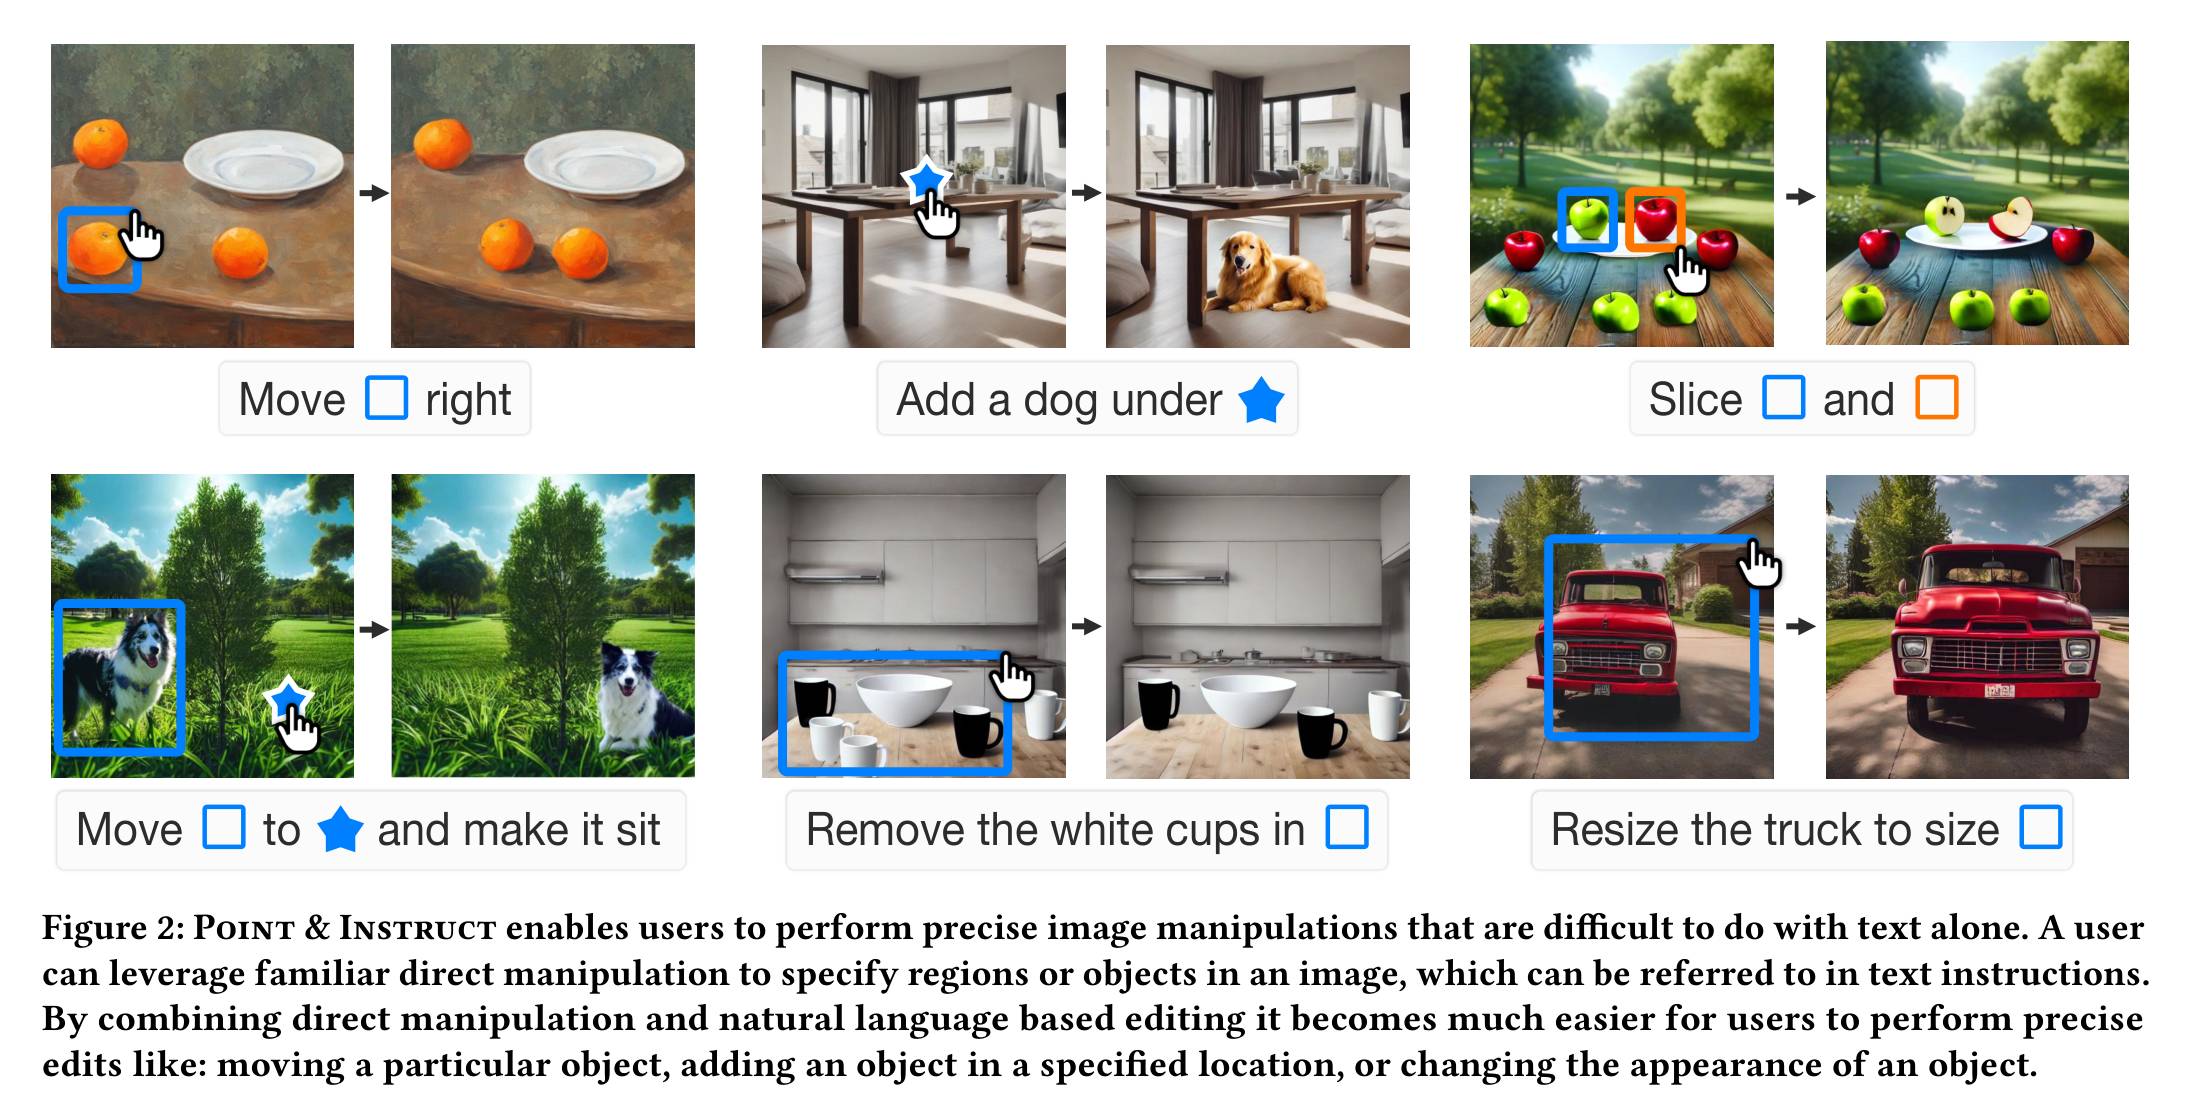 Move right
Add a dog under
Slice and
Move to and make it sit
Remove the white cups in
Resize the truck to size
Figure 2: Point & Instruct enables users to perform precise image manipulations that are difficult to do with text alone. A user
can leverage familiar direct manipulation to specify regions or objects in an image, which can be referred to in text instructions.
By combining direct manipulation and natural language based editing it becomes much easier for users to perform precise
edits like: moving a particular object, adding an object in a specified location, or changing the appearance of an object.